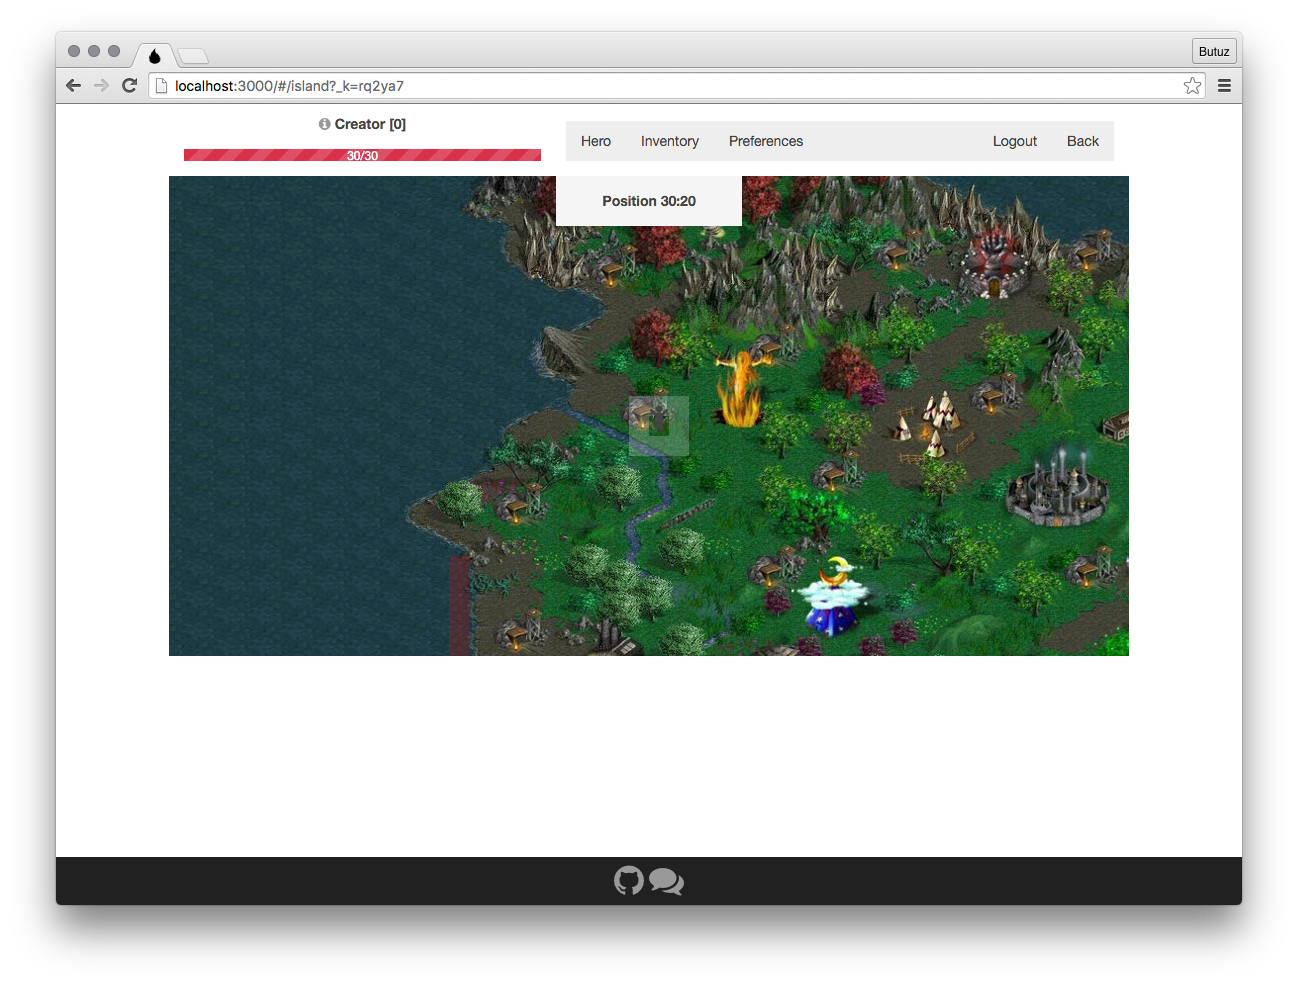 Butuz
localhost:3000/#/island?_k=rq2ya7
Creator [0]
30/30
Hero Inventory Preferences Logout Back
Position 30:20